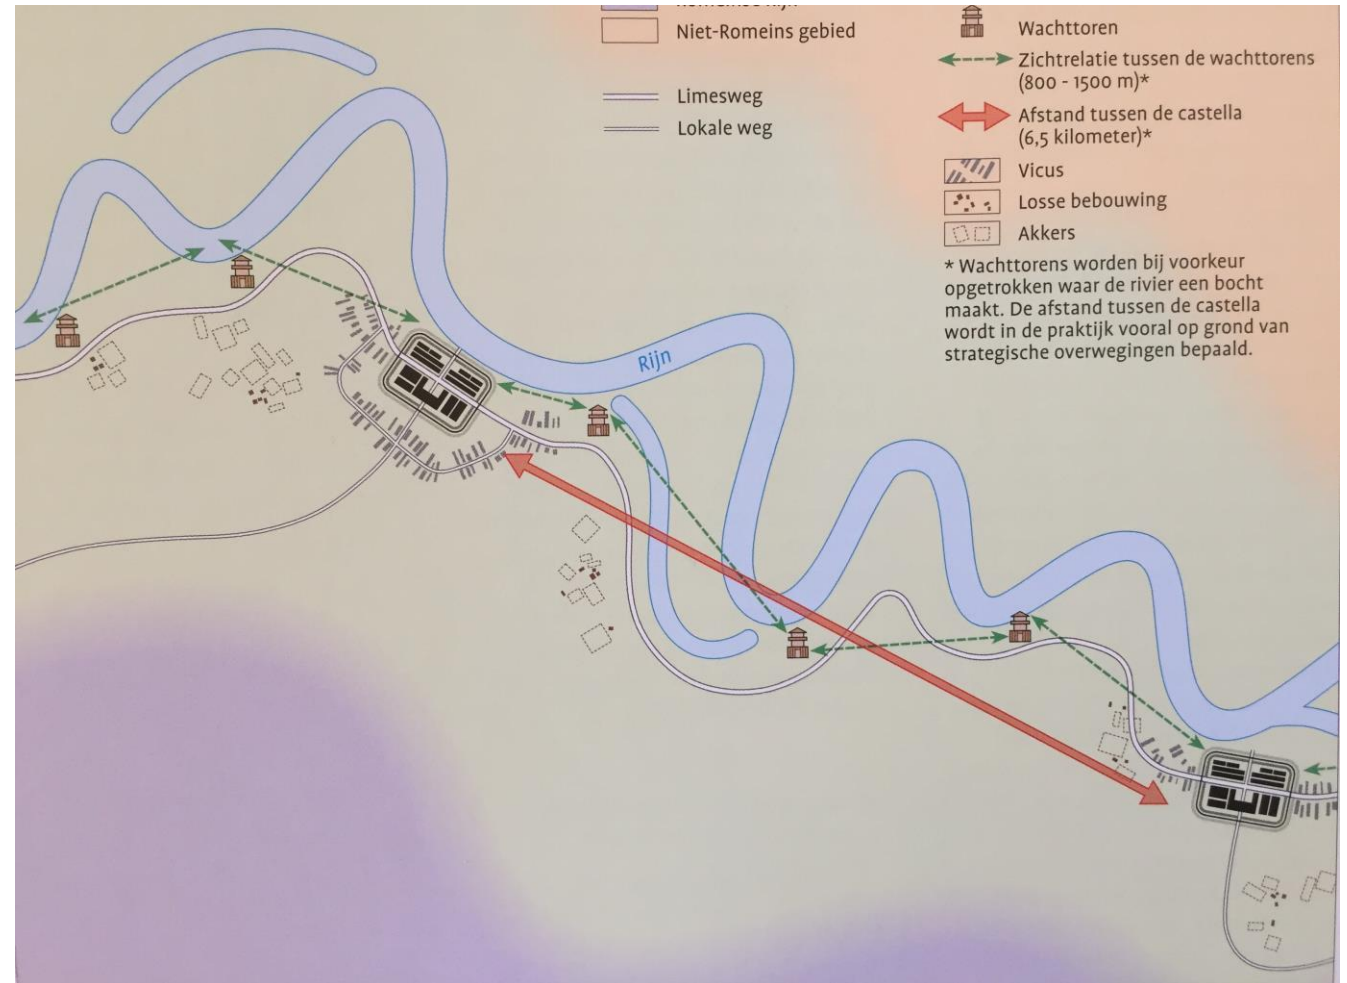 Niet-Romeins gebied
Limesweg
Lokale weg
Wachttoren
Zichtrelatie tussen de wachttorens
(800 - 1500 m)*
Afstand tussen de castella
(6,5 kilometer)*
Vicus
Losse bebouwing
Akkers
* Wachttorens worden bij voorkeur
opgetrokken waar de rivier een bocht
maakt. De afstand tussen de castella
wordt in de praktijk vooral op grond van
strategische overwegingen bepaald.
Rijn